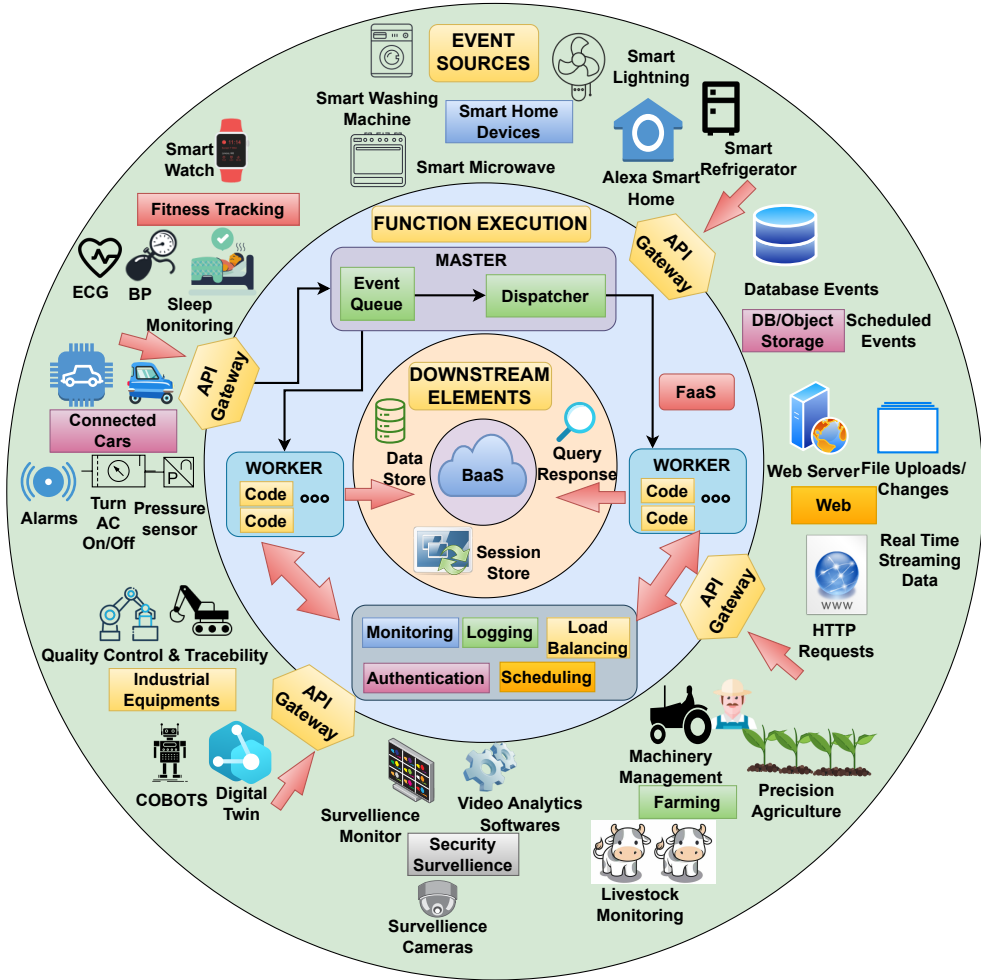 EVENT
SOURCES
Smart
Lightning
Smart Washing
Machine
Smart Home
Devices
Smart Microwave
Alexa Smart
Home
Smart
Refrigerator
Smart
Watch
11:14
Fitness Tracking
ECG
BP
Sleep
Monitoring
FUNCTION EXECUTION
API
Gateway
MASTER
Event
Queue
Dispatcher
Database Events
DB/Object
Storage
Scheduled
Events
API
Gateway
Connected
Cars
DOWNSTREAM
ELEMENTS
FaaS
Data
Store
BaaS
Query
Response
WORKER
Code
Code
WORKER
Code
Code
Web Server
File Uploads/
Changes
Web
Alarms
Turn
AC
On/Off
P
Pressure
sensor
Session
Store
Real Time
Streaming
Data
WWW
HTTP
Requests
API
Gateway
Monitoring
Logging
Load
Balancing
Authentication
Scheduling
Quality Control & Tracebility
Industrial
Equipments
API
Gateway
COBOTS
Digital
Twin
Survellience
Monitor
Video Analytics
Softwares
Security
Survellience
Survellience
Cameras
Machinery
Management
Farming
Precision
Agriculture
Livestock
Monitoring